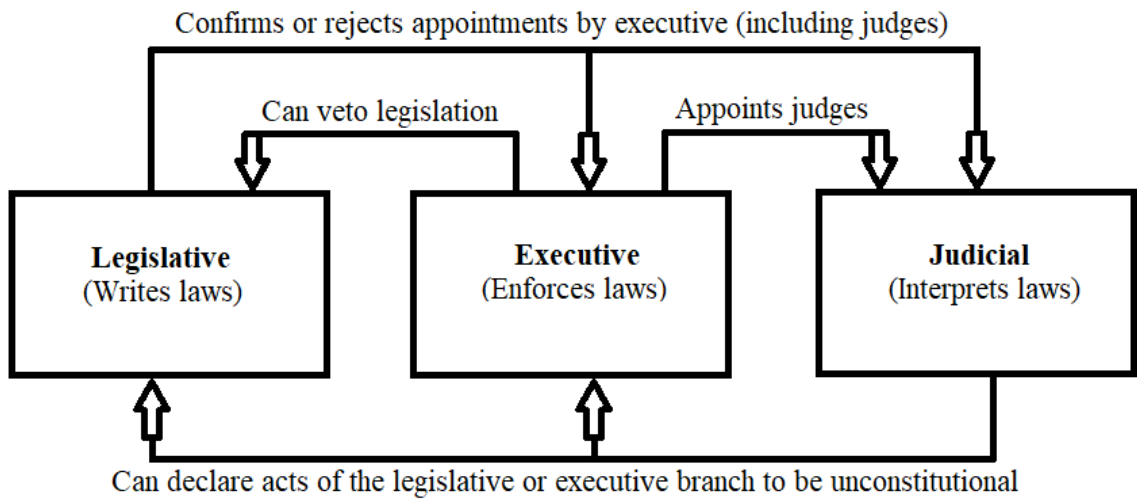 Confirms or rejects appointments by executive (including judges)
Can veto legislation
Appoints judges
Legislative
(Writes laws)
Executive
(Enforces laws)
Judicial
(Interprets laws)
Can declare acts of the legislative or executive branch to be unconstitutional